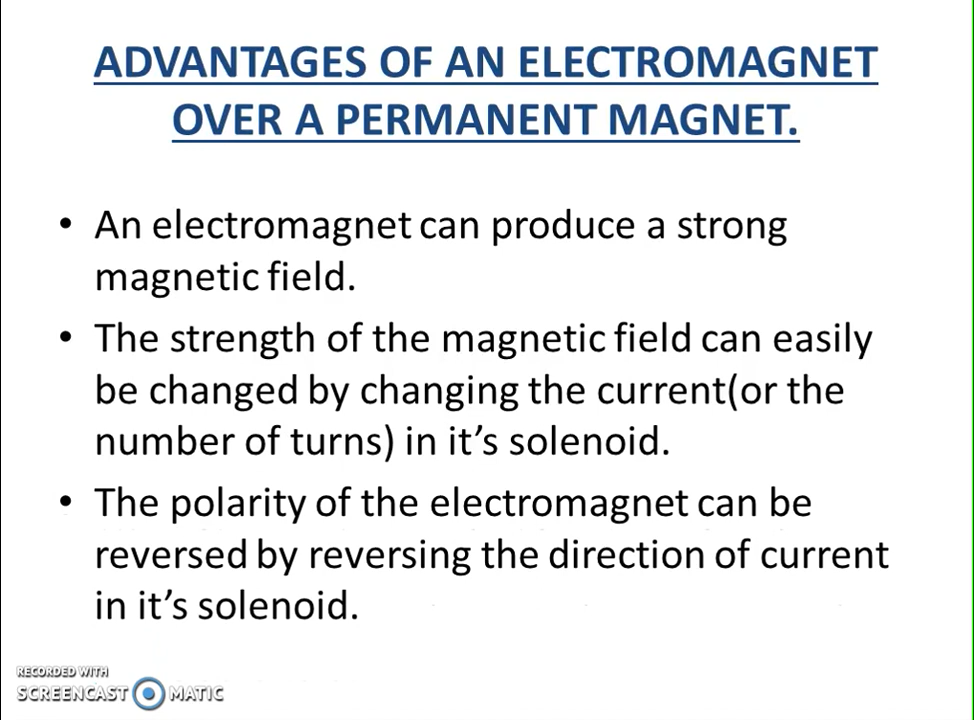 ADVANTAGES OF AN ELECTROMAGNET
OVER A PERMANENT MAGNET.
• An electromagnet can produce a strong
magnetic field.
• The strength of the magnetic field can easily
be changed by changing the current(or the
number of turns) in it’s solenoid.
• The polarity of the electromagnet can be
reversed by reversing the direction of current
in it’s solenoid.
RECORDED WITH
SCREENCAST MATIC